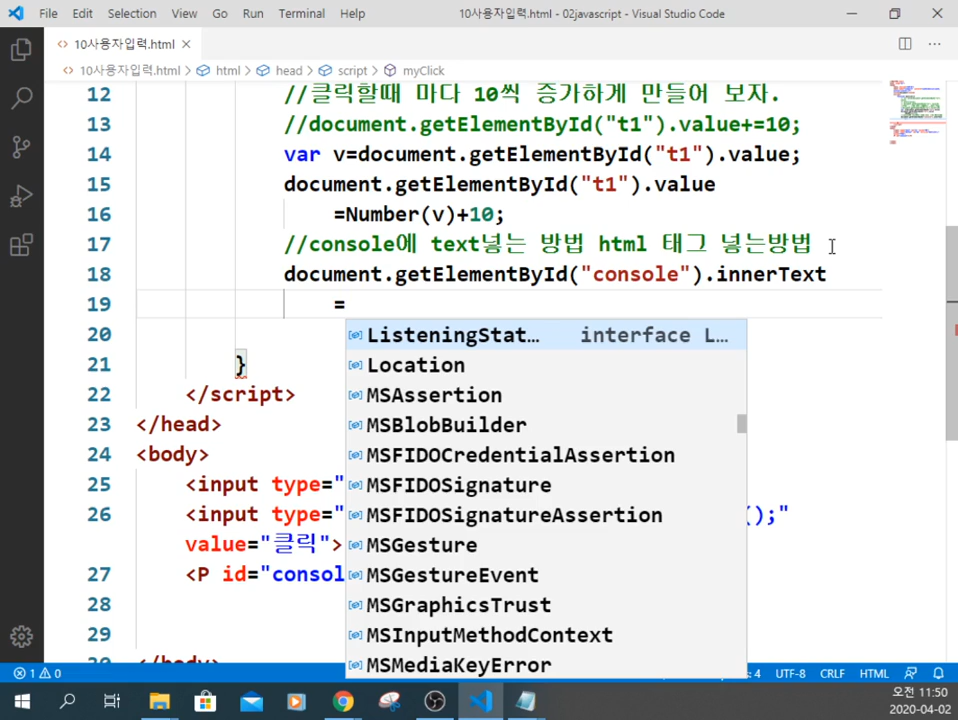 File Edit Selection View Go Run Terminal Help 10사용자입력.html - 02javascript - Visual Studio Code
10사용자입력.html
10사용자입력.html > html > head > script > myClick
12 //클릭할때 마다 10씩 증가하게 만들어 보자.
13 //document.getElementById("t1").value+=10;
14 var v=document.getElementById("t1").value;
15 document.getElementById("t1").value
16 =Number(v)+10;
17 //console에 text넣는 방법 html 태그 넣는방법
18 document.getElementById("console").innerText
19 =
ListeningStat… interface L…
20
Location
21 }
MSAssertion
22 </script>
MSBlobBuilder
23 </head>
MSFIDOCredentialAssertion
24 <body>
MSFIDOSignature
25 <input type="
MSFIDOSignatureAssertion
26 <input type=" ();"
value="클릭">
MSGesture
27 <P id="consol
MSGestureEvent
28
MSGraphicsTrust
29
MSInputMethodContext
MSMediaKeyError
1 0 : 4 UTF-8 CRLF HTML
오전 11:50
2020-04-02